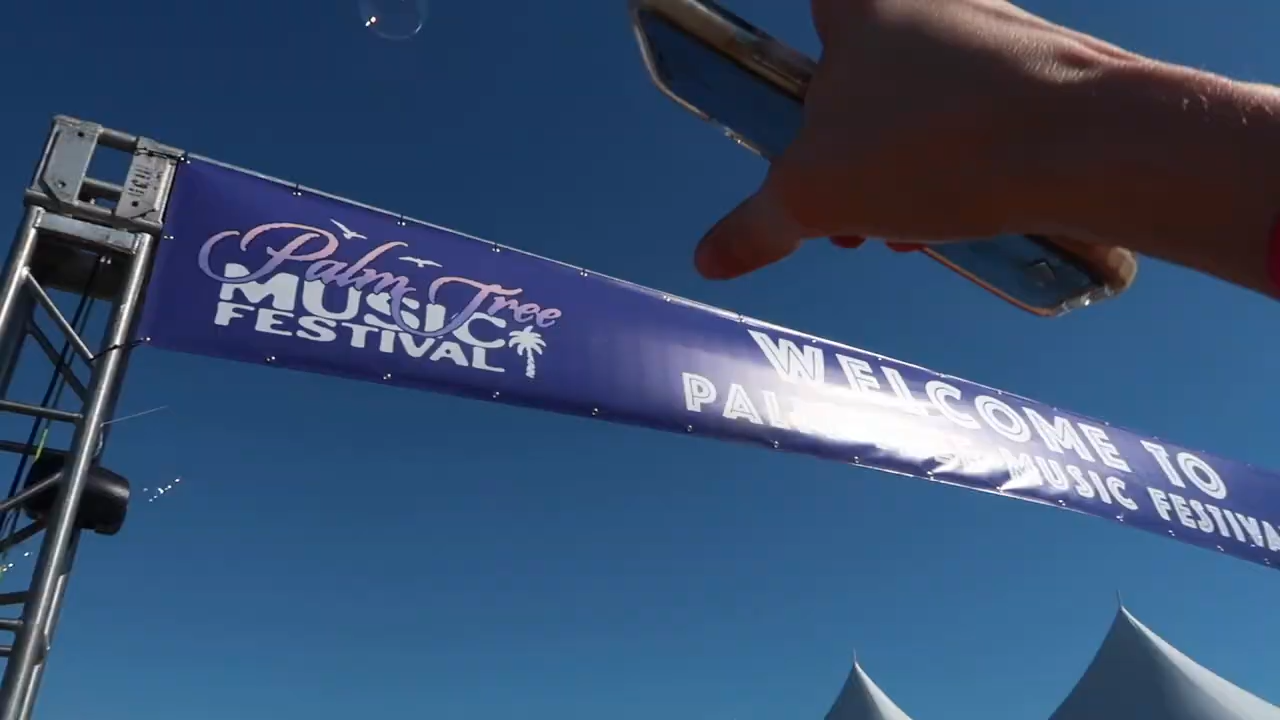 Palm Tree
MUSIC
FESTIVAL
WELCOME TO
MUSIC FESTIVA